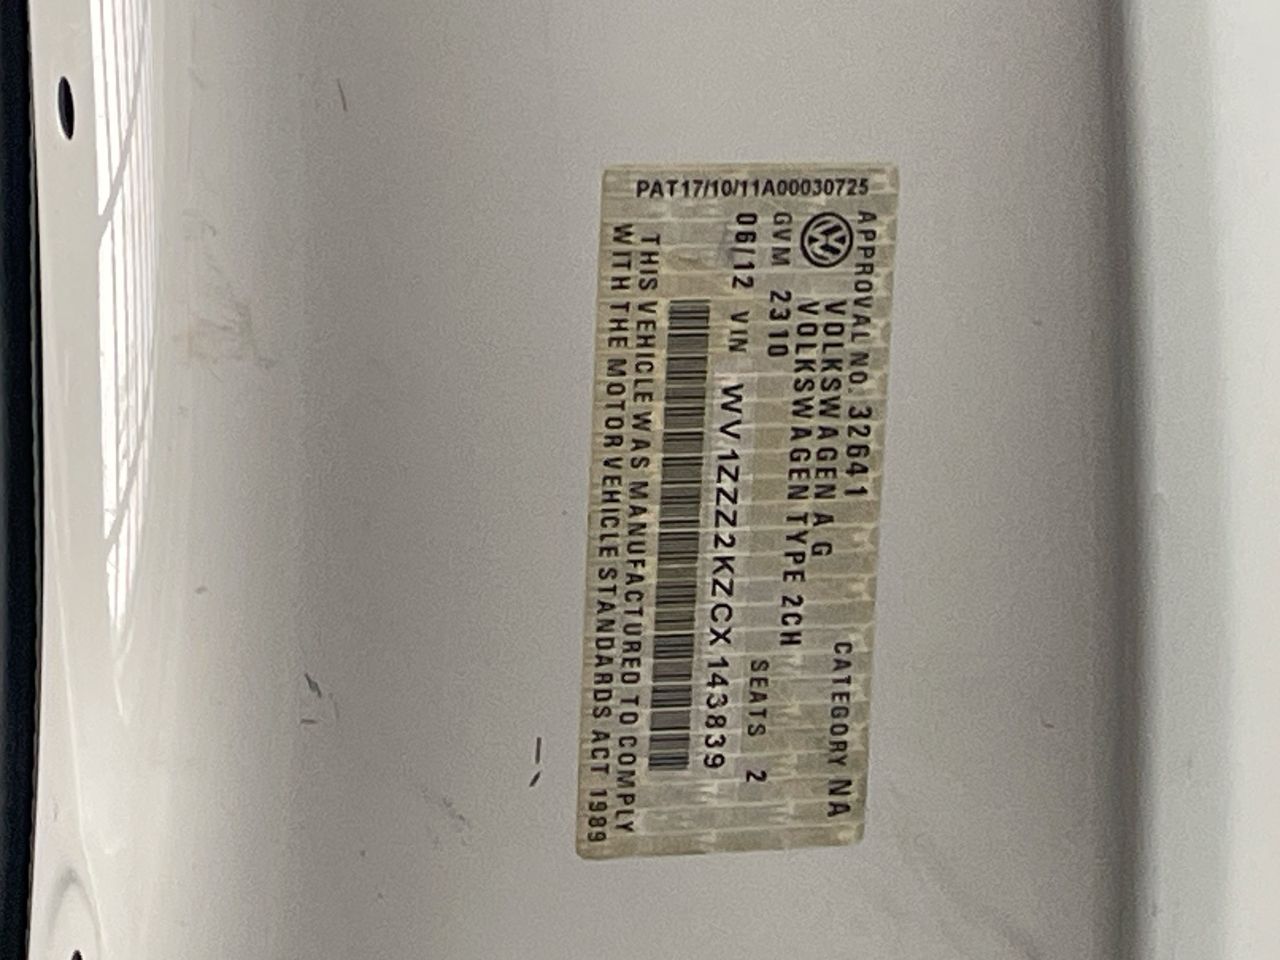 PAT17/10/11A00030725
APPROVAL NO. 32641 CATEGORY NA
VOLKSWAGEN AG
VOLKSWAGEN TYPE 2CH
GVM 2310 SEATS 2
06/12 VIN WV1ZZZ2KZCX143839
THIS VEHICLE WAS MANUFACTURED TO COMPLY
WITH THE MOTOR VEHICLE STANDARDS ACT 1989